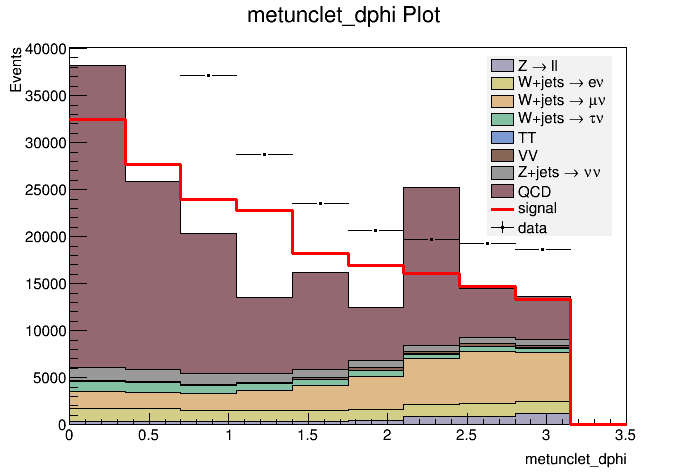 metunclet_dphi Plot
Events
40000
35000
30000
25000
20000
15000
10000
5000
0
0
0.5
1
1.5
2
2.5
3
3.5
metunclet_dphi
Z → ll
W+jets → eν
W+jets → μν
W+jets → τν
TT
VV
Z+jets → νν
QCD
signal
data